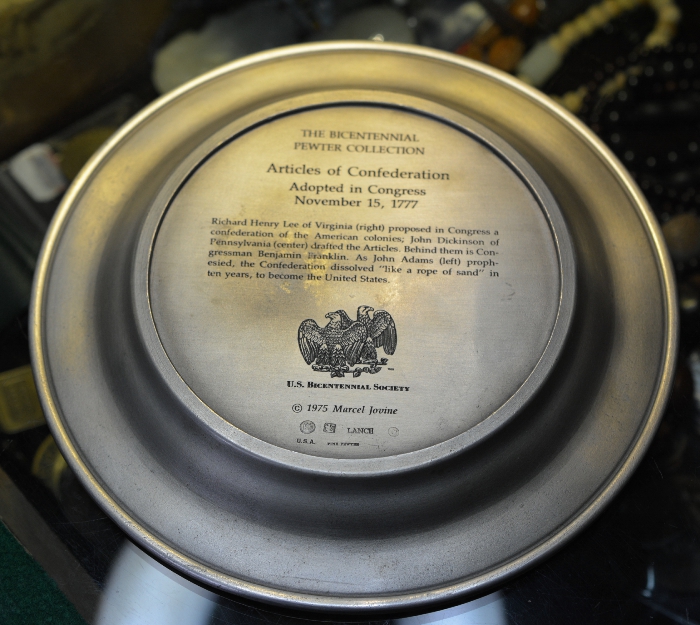 THE BICENTENNIAL
PEWTER COLLECTION
Articles of Confederation
Adopted in Congress
November 15, 1777
Richard Henry Lee of Virginia (right) proposed in Congress a
confederation of the American colonies; John Dickinson of
Pennsylvania (center) drafted the Articles. Behind them is Con-
gressman Benjamin Franklin. As John Adams (left) proph-
esied, the Confederation dissolved "like a rope of sand" in
ten years, to become the United States.
U.S. BICENTENNIAL SOCIETY
© 1975 Marcel Jovine
LANCE
U.S.A. FINE PEWTER